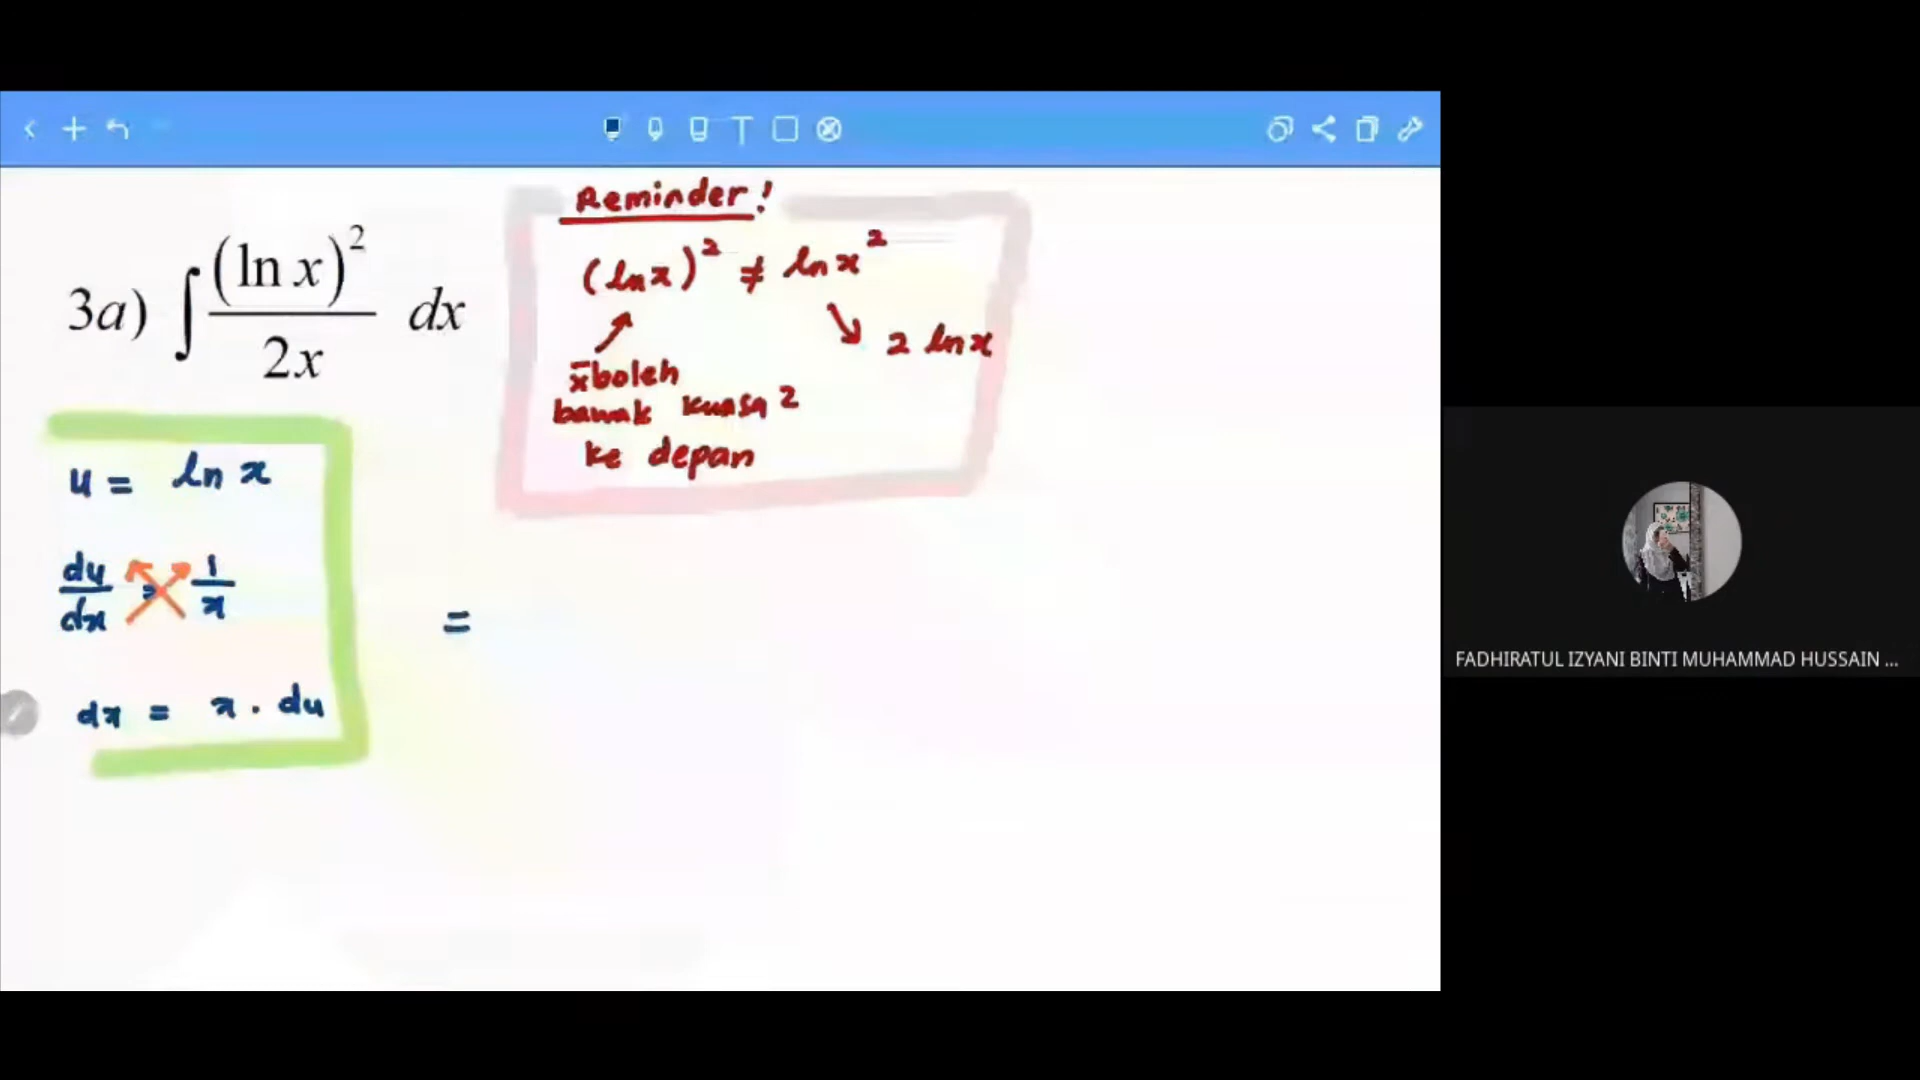 Reminder!
3a) ∫ (ln x)² / 2x dx
(ln x)² ≠ ln x²
2 ln x
x̄ boleh
bawak kuasa 2
ke depan
u = ln x
du/dx = 1/x
=
dx = x . du
FADHIRATUL IZYANI BINTI MUHAMMAD HUSSAIN ...